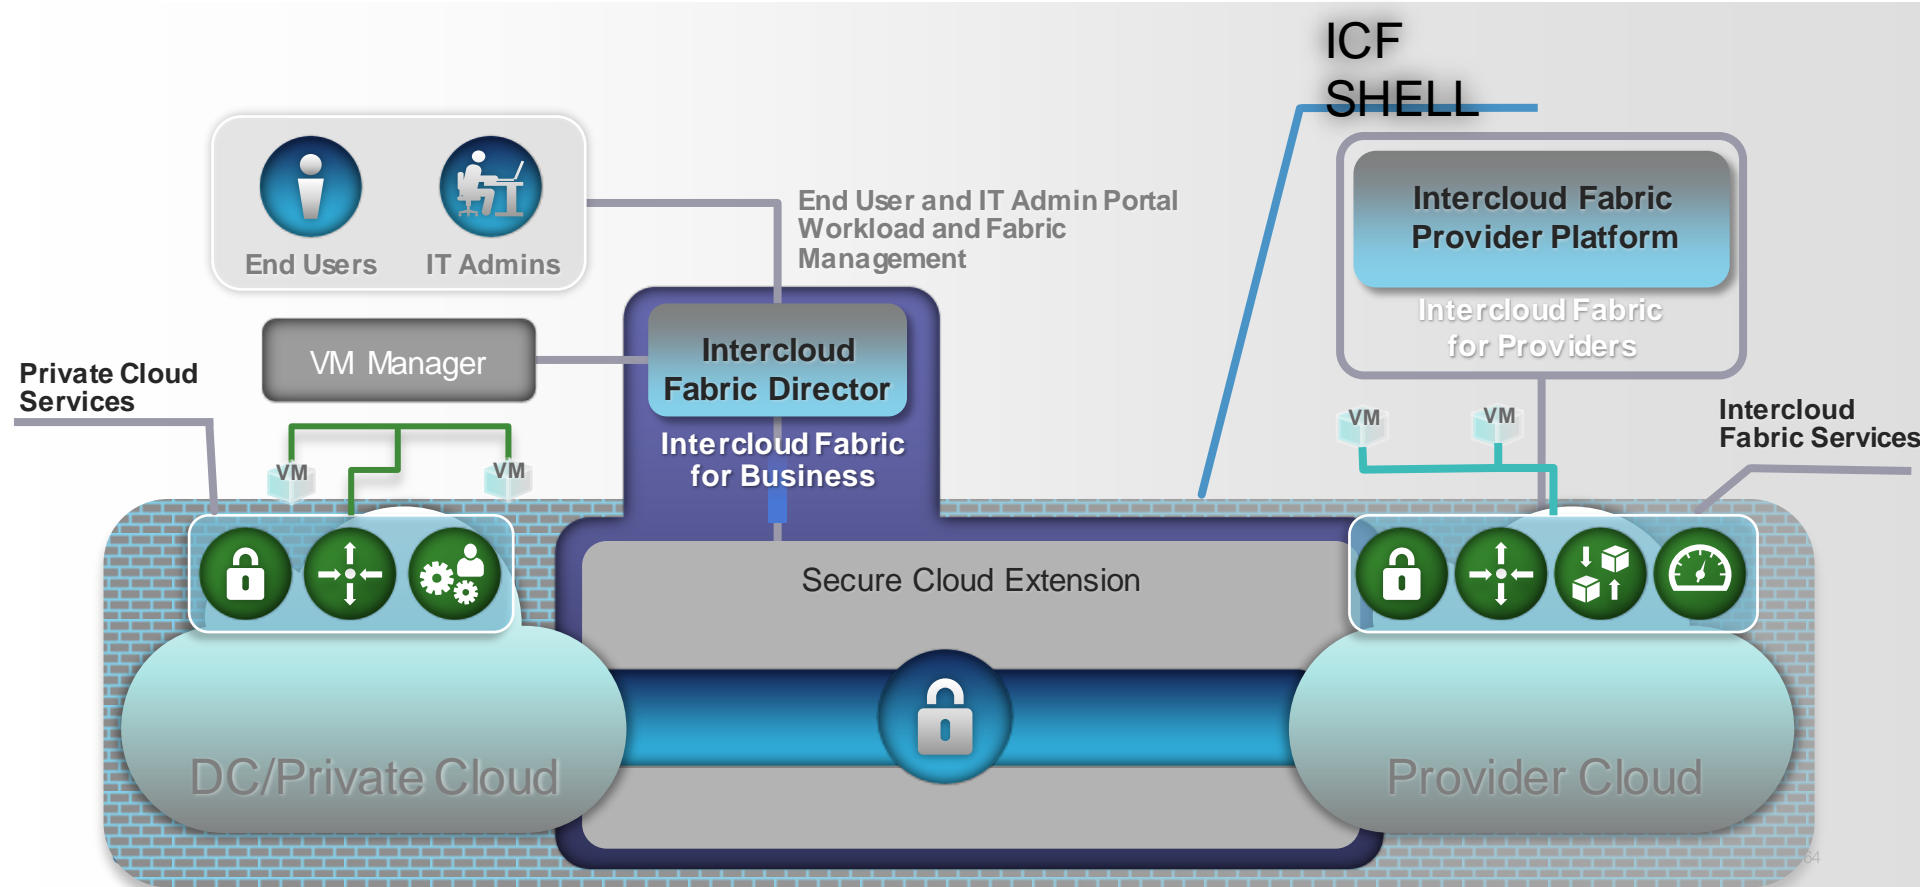 ICF
SHELL
End Users
IT Admins
End User and IT Admin Portal
Workload and Fabric
Management
Intercloud Fabric
Provider Platform
Intercloud Fabric
for Providers
VM Manager
Intercloud
Fabric Director
Intercloud Fabric
for Business
Private Cloud
Services
VM
VM
VM
VM
Intercloud
Fabric Services
Secure Cloud Extension
DC/Private Cloud
Provider Cloud
64